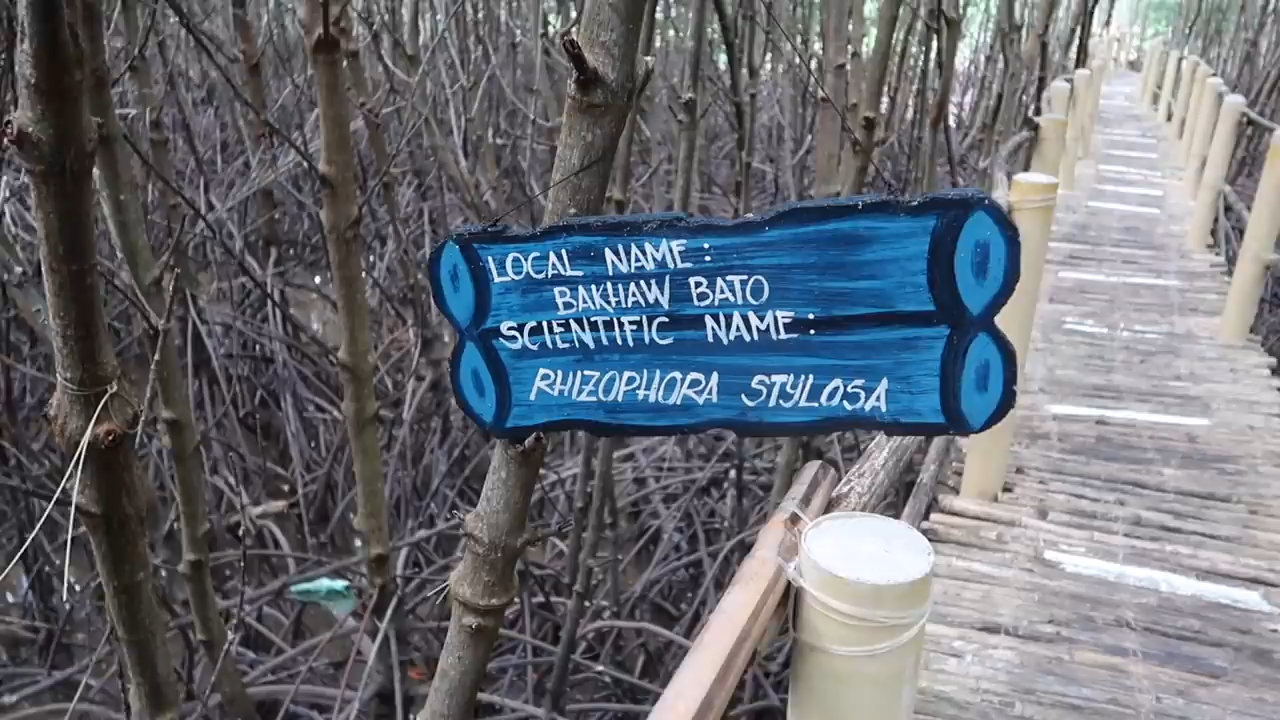 LOCAL NAME:
BAKHAW BATO
SCIENTIFIC NAME:
RHIZOPHORA STYLOSA